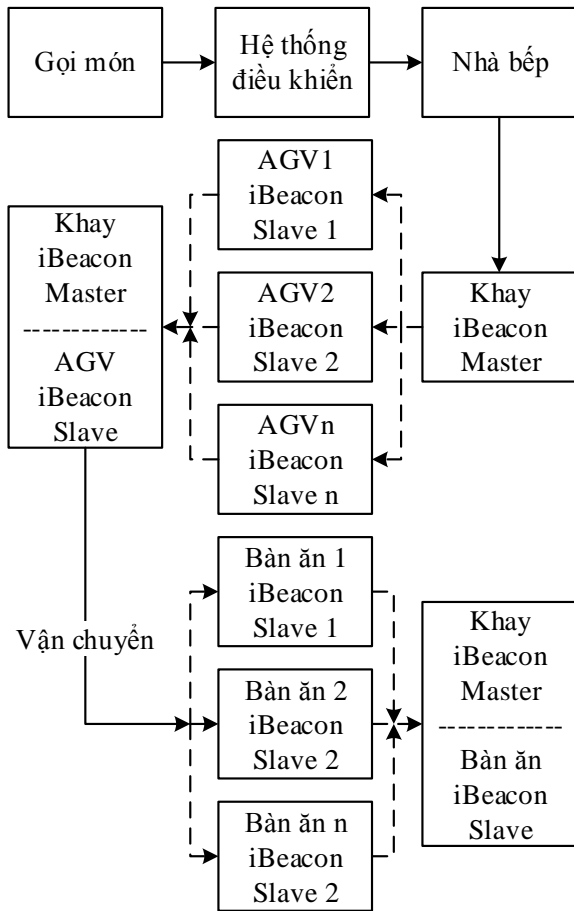 Gọi món
Hệ thống
điều khiển
Nhà bếp
AGV1
iBeacon
Slave 1
Khay
iBeacon
Master
AGV
iBeacon
Slave
AGV2
iBeacon
Slave 2
Khay
iBeacon
Master
AGVn
iBeacon
Slave n
Vận chuyển
Bàn ăn 1
iBeacon
Slave 1
Bàn ăn 2
iBeacon
Slave 2
Bàn ăn n
iBeacon
Slave 2
Khay
iBeacon
Master
Bàn ăn
iBeacon
Slave